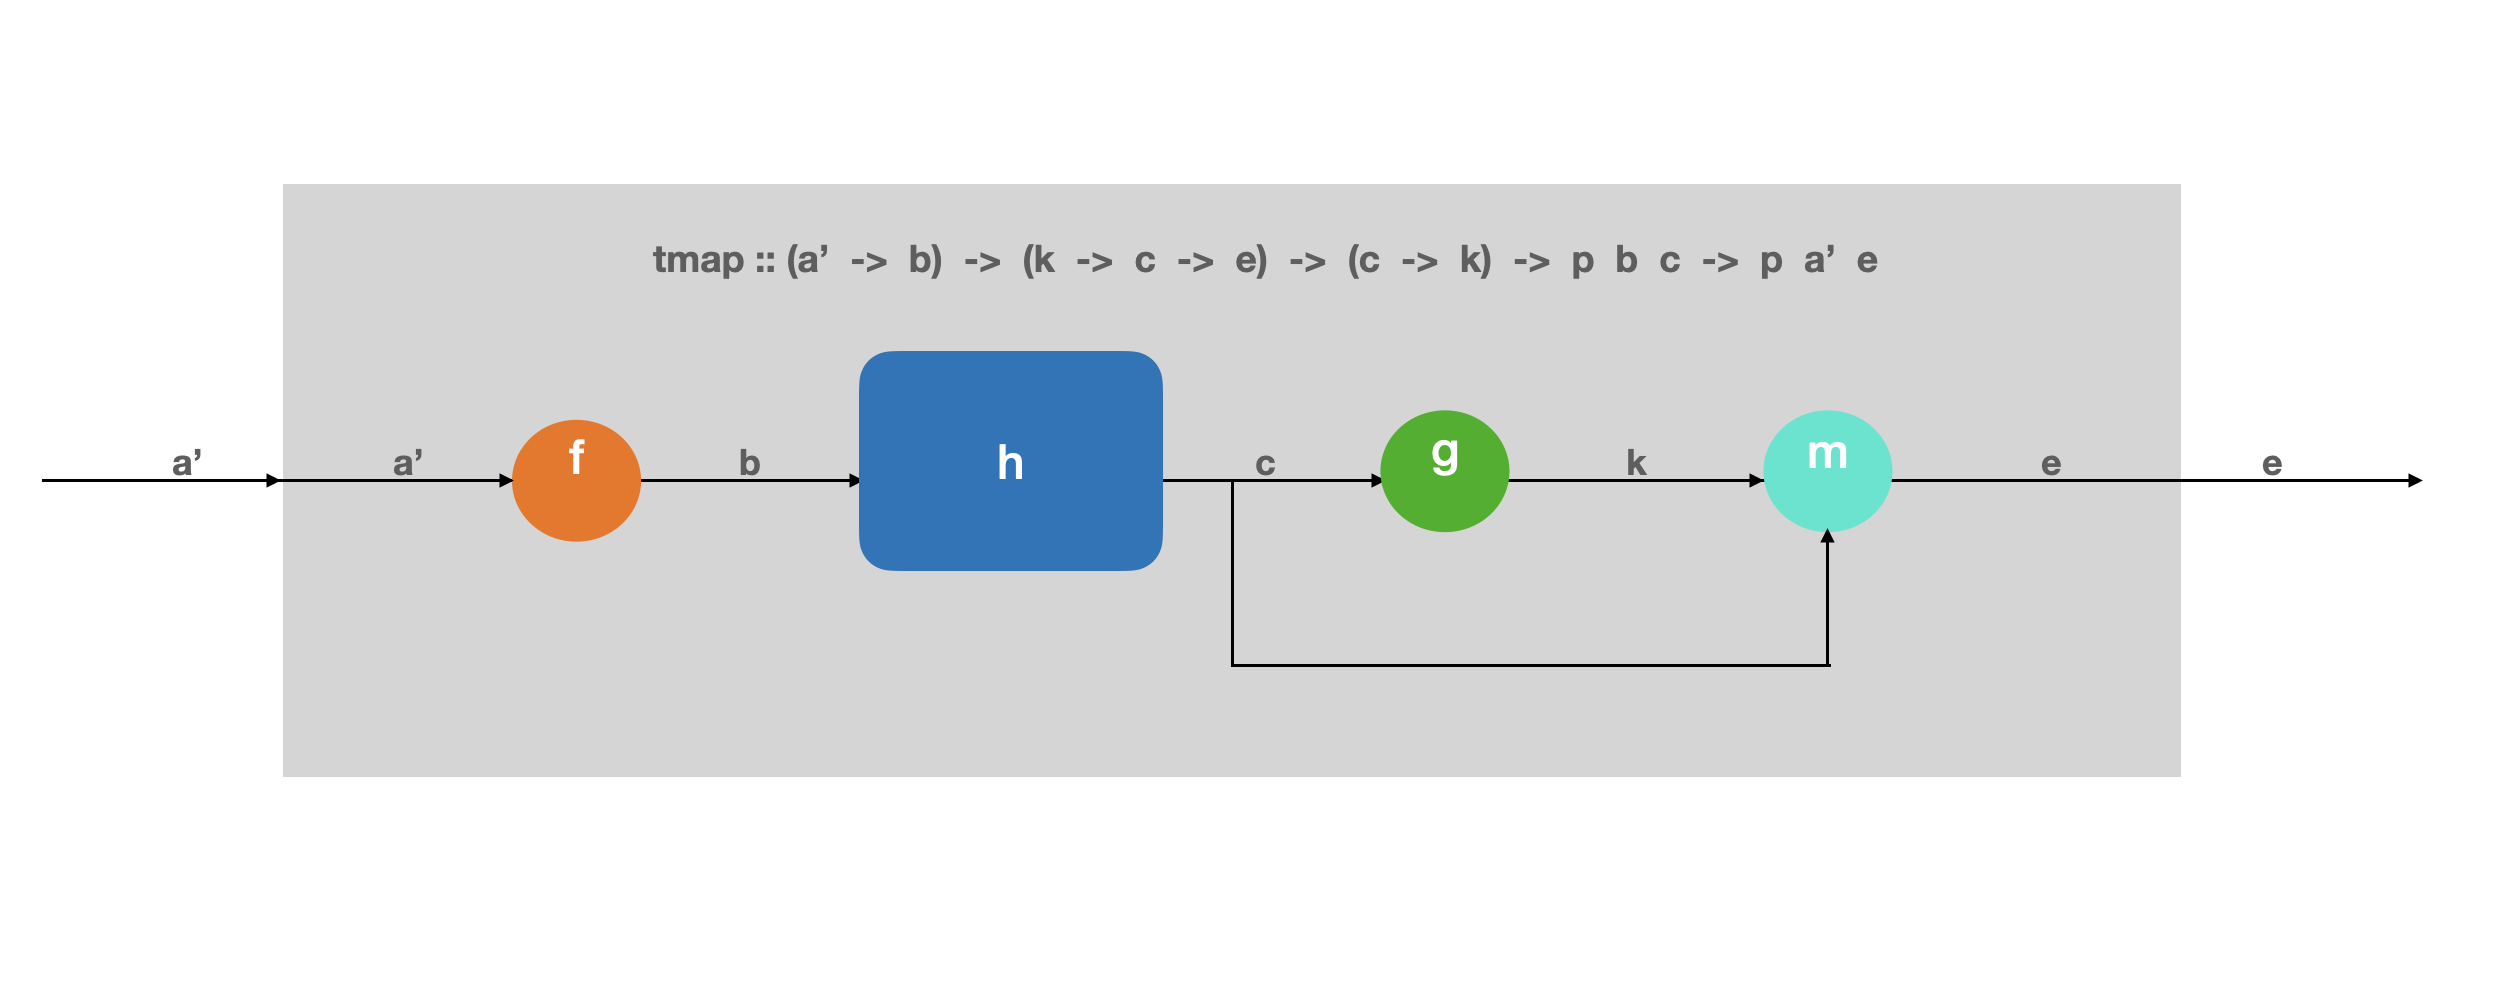 tmap :: (a’ -> b) -> (k -> c -> e) -> (c -> k) -> p b c -> p a’ e
a’ a’ f b h c g k m e e